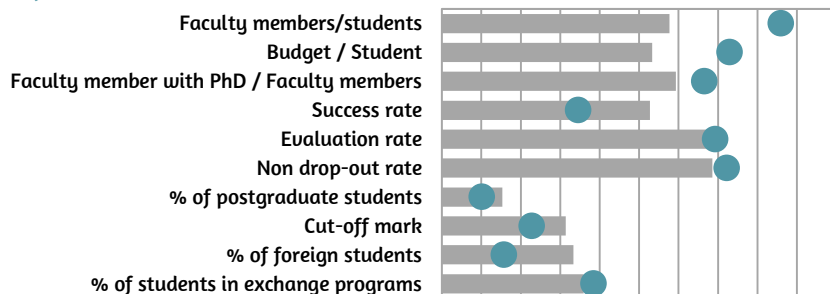 Faculty members/students
Budget / Student
Faculty member with PhD / Faculty members
Success rate
Evaluation rate
Non drop-out rate
% of postgraduate students
Cut-off mark
% of foreign students
% of students in exchange programs